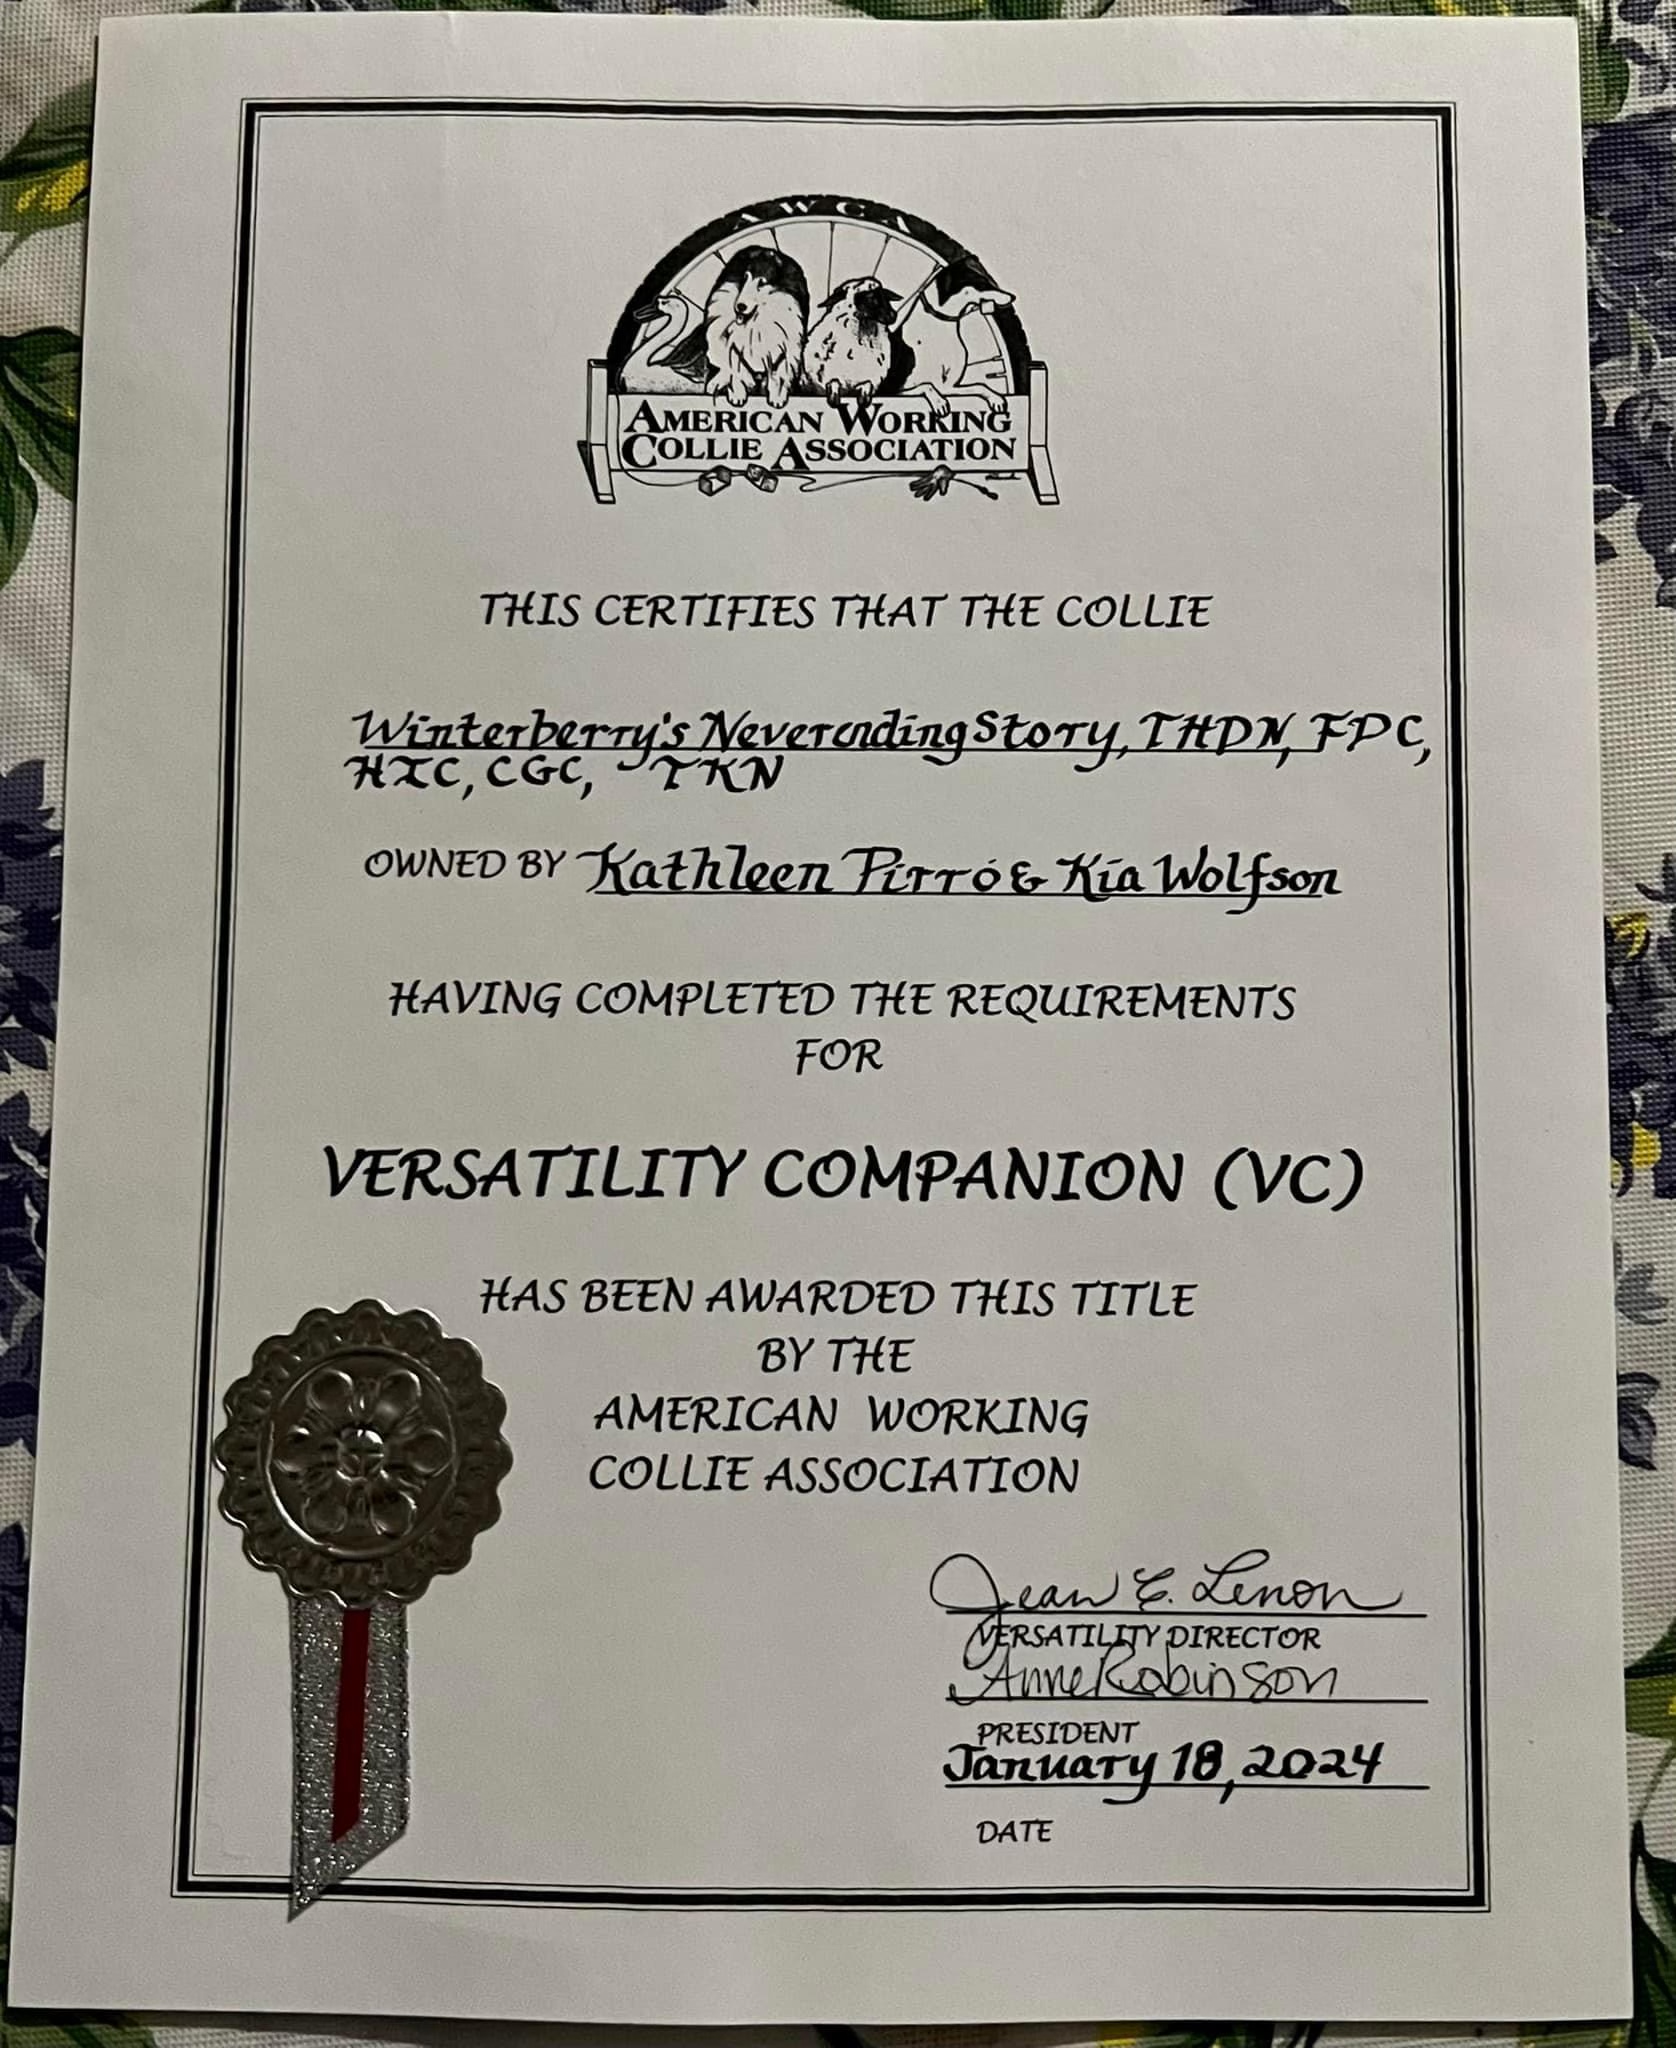 AWCA
AMERICAN WORKING
COLLIE ASSOCIATION
THIS CERTIFIES THAT THE COLLIE
Winterberry's Neverending Story, THDN, FDC,
HIC, CGC, TKN
OWNED BY Kathleen Pirró & Kia Wolfson
HAVING COMPLETED THE REQUIREMENTS
FOR
VERSATILITY COMPANION (VC)
HAS BEEN AWARDED THIS TITLE
BY THE
AMERICAN WORKING
COLLIE ASSOCIATION
Jean C. Lenon
VERSATILITY DIRECTOR
Anne Robinson
PRESIDENT
January 18, 2024
DATE